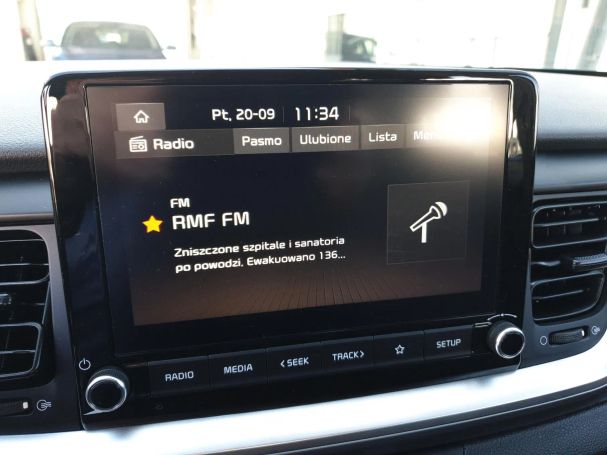 Pt, 20-09 11:34
Radio Pasmo Ulubione Lista
FM
RMF FM
Zniszczone szpitale i sanatoria
po powodzi. Ewakuowano 136...
RADIO MEDIA <SEEK TRACK> SETUP